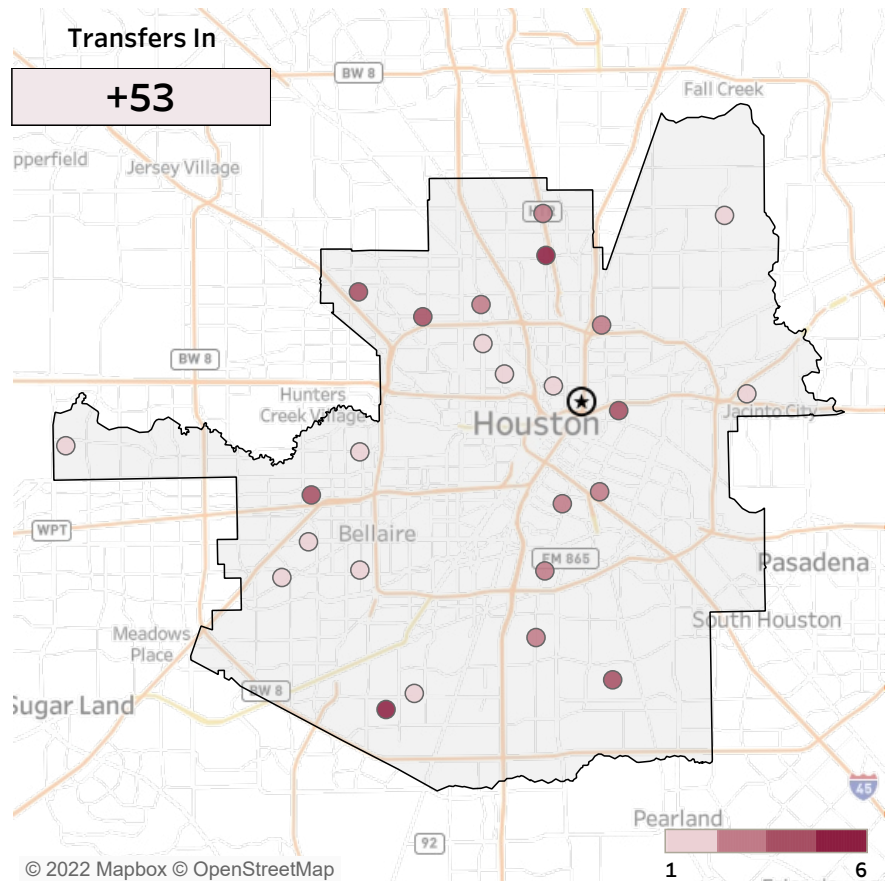 Transfers In
+53
BW 8
Fall Creek
pperfield
Jersey Village
BW 8
Hunters
Creek Village
Jacinto City
Houston
WPT
Bellaire
FM 865
Pasadena
South Houston
Meadows
Place
BW 8
Sugar Land
45
Pearland
92
1
6
© 2022 Mapbox © OpenStreetMap